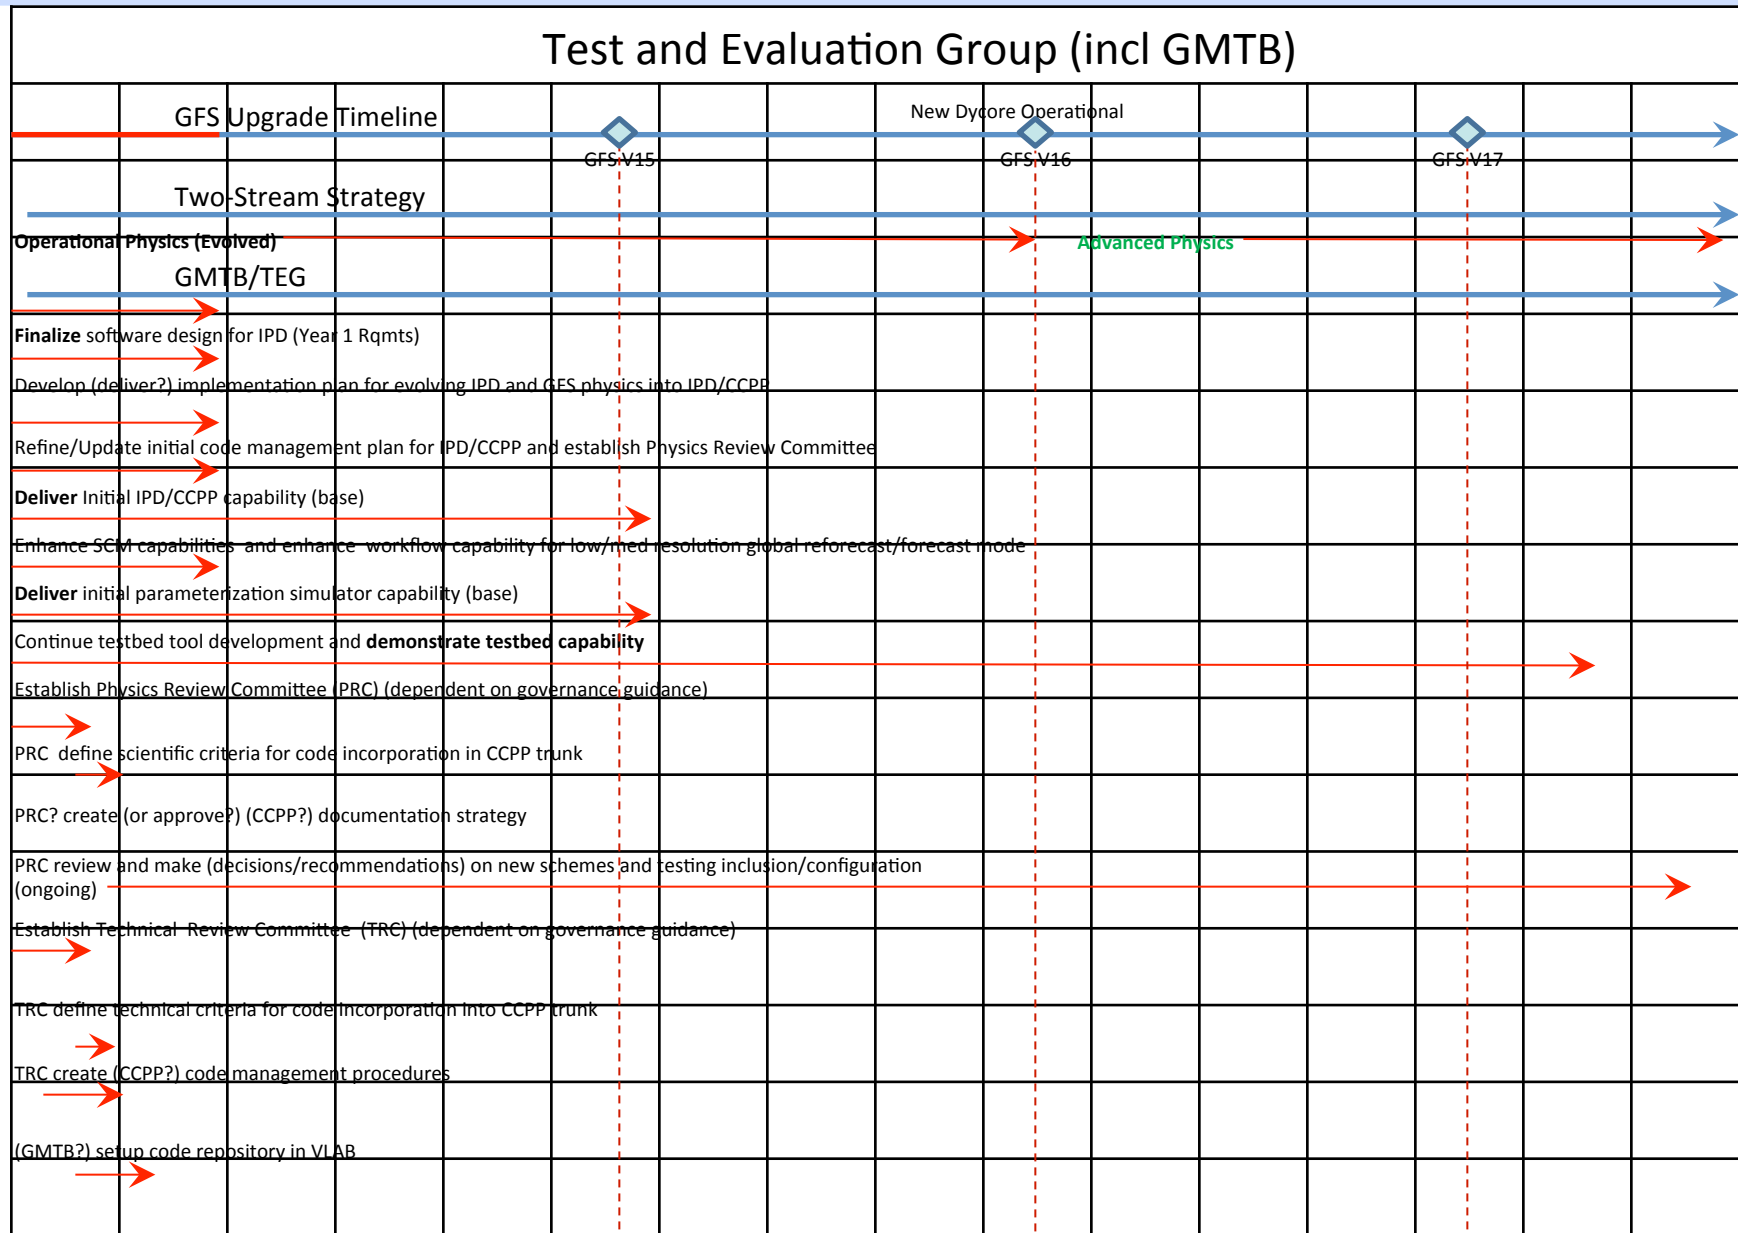 Test and Evaluation Group (incl GMTB)
GFS Upgrade Timeline
New Dycore Operational
GFS V15
GFS V16
GFS V17
Two-Stream Strategy
Operational Physics (Evolved)
Advanced Physics
GMTB/TEG
Finalize software design for IPD (Year 1 Rqmts)
Develop (deliver?) implementation plan for evolving IPD and GFS physics into IPD/CCPP
Refine/Update initial code management plan for IPD/CCPP and establish Physics Review Committee
Deliver Initial IPD/CCPP capability (base)
Enhance SCM capabilities and enhance workflow capability for low/med resolution global reforecast/forecast mode
Deliver initial parameterization simulator capability (base)
Continue testbed tool development and demonstrate testbed capability
Establish Physics Review Committee (PRC) (dependent on governance guidance)
PRC define scientific criteria for code incorporation in CCPP trunk
PRC? create (or approve?) (CCPP?) documentation strategy
PRC review and make (decisions/recommendations) on new schemes and testing inclusion/configuration
(ongoing)
Establish Technical Review Committee (TRC) (dependent on governance guidance)
TRC define technical criteria for code incorporation into CCPP trunk
TRC create (CCPP?) code management procedures
(GMTB?) setup code repository in VLAB